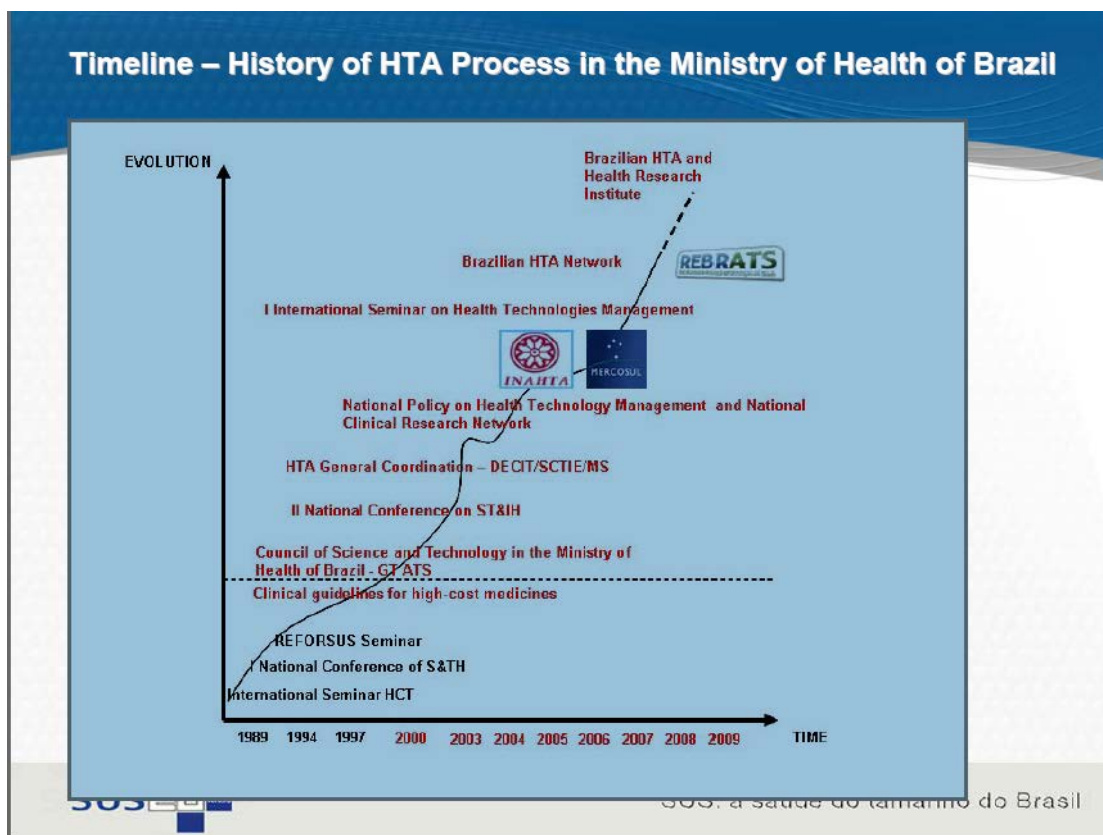 Timeline – History of HTA Process in the Ministry of Health of Brazil
EVOLUTION
Brazilian HTA and
Health Research
Institute
Brazilian HTA Network
REBRATS
I International Seminar on Health Technologies Management
INAHTA
MERCOSUL
National Policy on Health Technology Management and National
Clinical Research Network
HTA General Coordination – DECIT/SCTIE/MS
II National Conference on ST&IH
Council of Science and Technology in the Ministry of
Health of Brazil - GT ATS
Clinical guidelines for high-cost medicines
REFORSUS Seminar
I National Conference of S&TH
International Seminar HCT
1989 1994 1997 2000 2003 2004 2005 2006 2007 2008 2009 TIME
SUS
SUS: a saúde do tamanho do Brasil